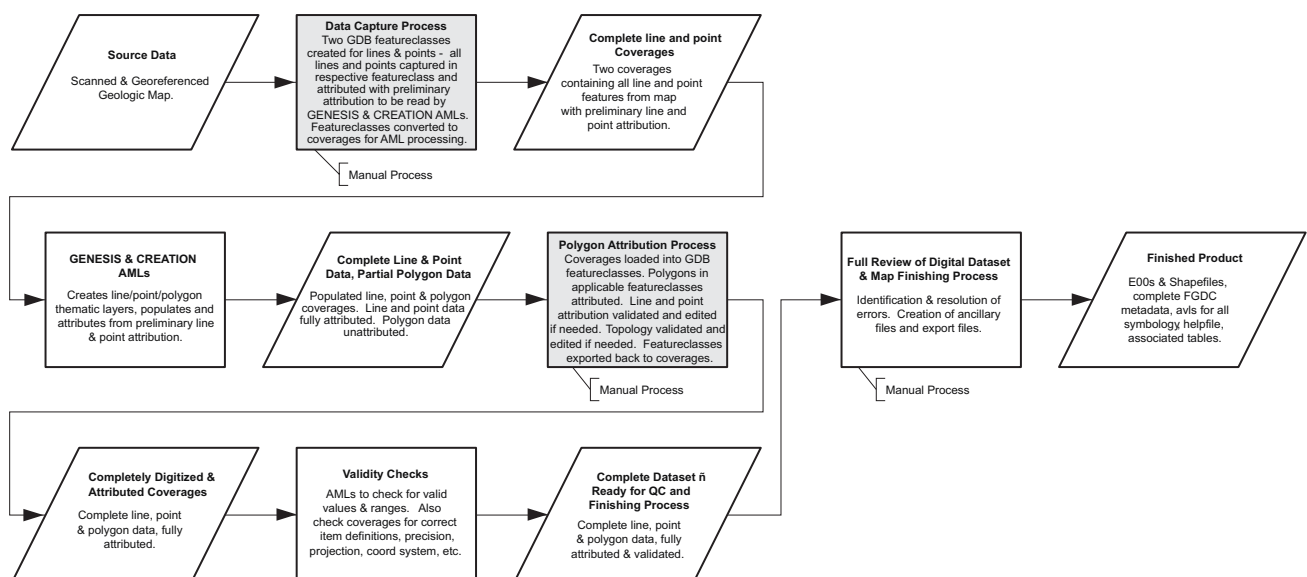 Source Data
Scanned & Georeferenced
Geologic Map.
Data Capture Process
Two GDB featureclasses
created for lines & points - all
lines and points captured in
respective featureclass and
attributed with preliminary
attribution to be read by
GENESIS & CREATION AMLs.
Featureclasses converted to
coverages for AML processing.
Manual Process
Complete line and point
Coverages
Two coverages
containing all line and point
features from map
with preliminary line and
point attribution.
GENESIS & CREATION
AMLs
Creates line/point/polygon
thematic layers, populates and
attributes from preliminary line
& point attribution.
Complete Line & Point
Data, Partial Polygon Data
Populated line, point & polygon
coverages. Line and point data
fully attributed. Polygon data
unattributed.
Polygon Attribution Process
Coverages loaded into GDB
featureclasses. Polygons in
applicable featureclasses
attributed. Line and point
attribution validated and edited
if needed. Topology validated and
edited if needed. Featureclasses
exported back to coverages.
Manual Process
Full Review of Digital Dataset
& Map Finishing Process
Identification & resolution of
errors. Creation of ancillary
files and export files.
Manual Process
Finished Product
E00s & Shapefiles,
complete FGDC
metadata, avls for all
symbology, helpfile,
associated tables.
Completely Digitized &
Attributed Coverages
Complete line, point
& polygon data, fully
attributed.
Validity Checks
AMLs to check for valid
values & ranges. Also
check coverages for correct
item definitions, precision,
projection, coord system, etc.
Complete Dataset ñ
Ready for QC and
Finishing Process
Complete line, point
& polygon data, fully
attributed & validated.